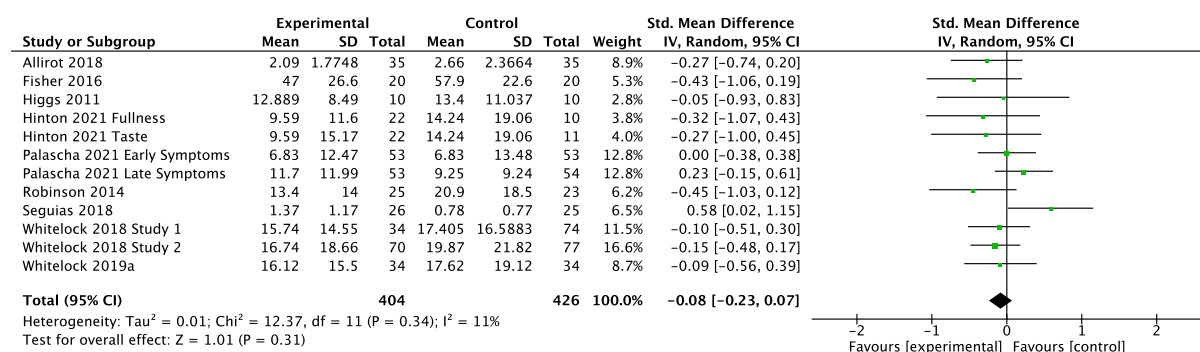 Experimental Control Std. Mean Difference Std. Mean Difference
Study or Subgroup Mean SD Total Mean SD Total Weight IV, Random, 95% CI IV, Random, 95% CI
Allirot 2018 2.09 1.7748 35 2.66 2.3664 35 8.9% -0.27 [-0.74, 0.20]
Fisher 2016 47 26.6 20 57.9 22.6 20 5.3% -0.43 [-1.06, 0.19]
Higgs 2011 12.889 8.49 10 13.4 11.037 10 2.8% -0.05 [-0.93, 0.83]
Hinton 2021 Fullness 9.59 11.6 22 14.24 19.06 10 3.8% -0.32 [-1.07, 0.43]
Hinton 2021 Taste 9.59 15.17 22 14.24 19.06 11 4.0% -0.27 [-1.00, 0.45]
Palascha 2021 Early Symptoms 6.83 12.47 53 6.83 13.48 53 12.8% 0.00 [-0.38, 0.38]
Palascha 2021 Late Symptoms 11.7 11.99 53 9.25 9.24 54 12.8% 0.23 [-0.15, 0.61]
Robinson 2014 13.4 14 25 20.9 18.5 23 6.2% -0.45 [-1.03, 0.12]
Seguias 2018 1.37 1.17 26 0.78 0.77 25 6.5% 0.58 [0.02, 1.15]
Whitelock 2018 Study 1 15.74 14.55 34 17.405 16.5883 74 11.5% -0.10 [-0.51, 0.30]
Whitelock 2018 Study 2 16.74 18.66 70 19.87 21.82 77 16.6% -0.15 [-0.48, 0.17]
Whitelock 2019a 16.12 15.5 34 17.62 19.12 34 8.7% -0.09 [-0.56, 0.39]
Total (95% CI) 404 426 100.0% -0.08 [-0.23, 0.07]
Heterogeneity: Tau² = 0.01; Chi² = 12.37, df = 11 (P = 0.34); I² = 11%
Test for overall effect: Z = 1.01 (P = 0.31)
-2 -1 0 1 2
Favours [experimental] Favours [control]